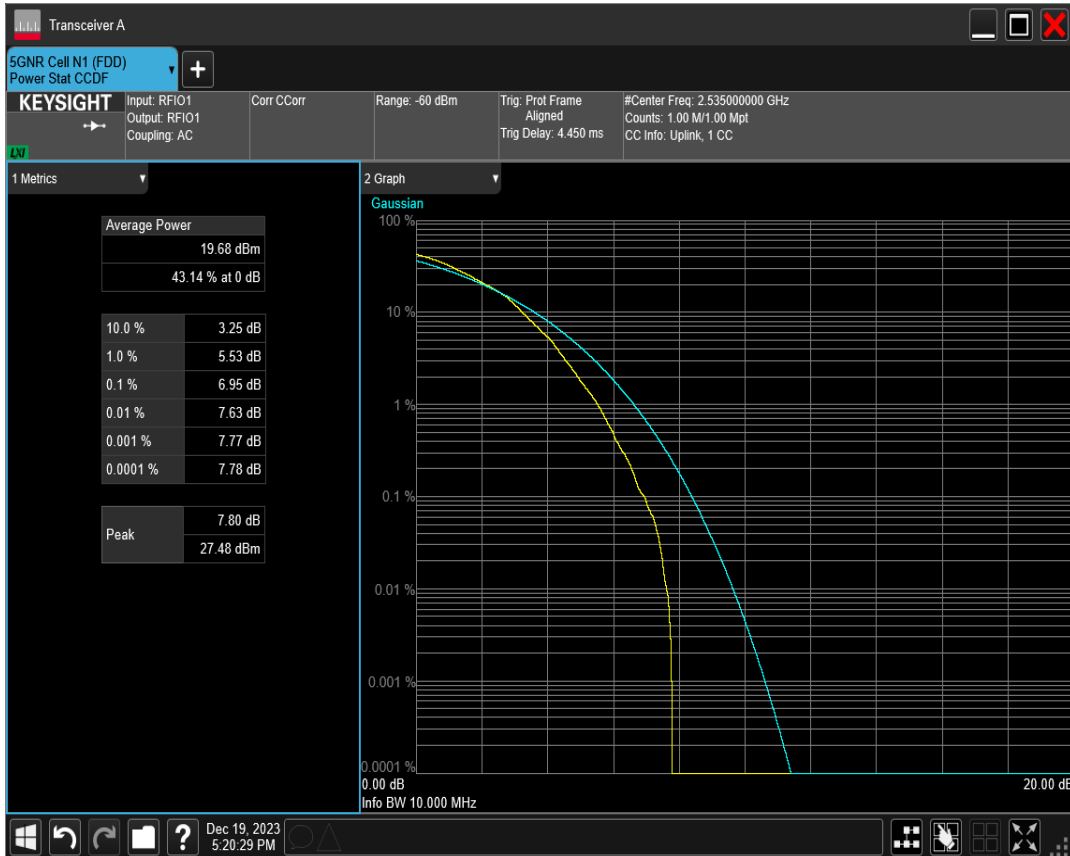 Transceiver A
5GNR Cell N1 (FDD)
Power Stat CCDF
+
KEYSIGHT
LXI
Input: RFIO1
Output: RFIO1
Coupling: AC
Corr CCorr
Range: -60 dBm
Trig: Prot Frame
Aligned
Trig Delay: 4.450 ms
#Center Freq: 2.535000000 GHz
Counts: 1.00 M/1.00 Mpt
CC Info: Uplink, 1 CC
1 Metrics
Average Power
19.68 dBm
43.14 % at 0 dB
10.0 % 3.25 dB
1.0 % 5.53 dB
0.1 % 6.95 dB
0.01 % 7.63 dB
0.001 % 7.77 dB
0.0001 % 7.78 dB
Peak
7.80 dB
27.48 dBm
2 Graph
Gaussian
100 %
10 %
1 %
0.1 %
0.01 %
0.001 %
0.0001 %
0.00 dB 20.00 dB
Info BW 10.000 MHz
?
Dec 19, 2023
5:20:29 PM